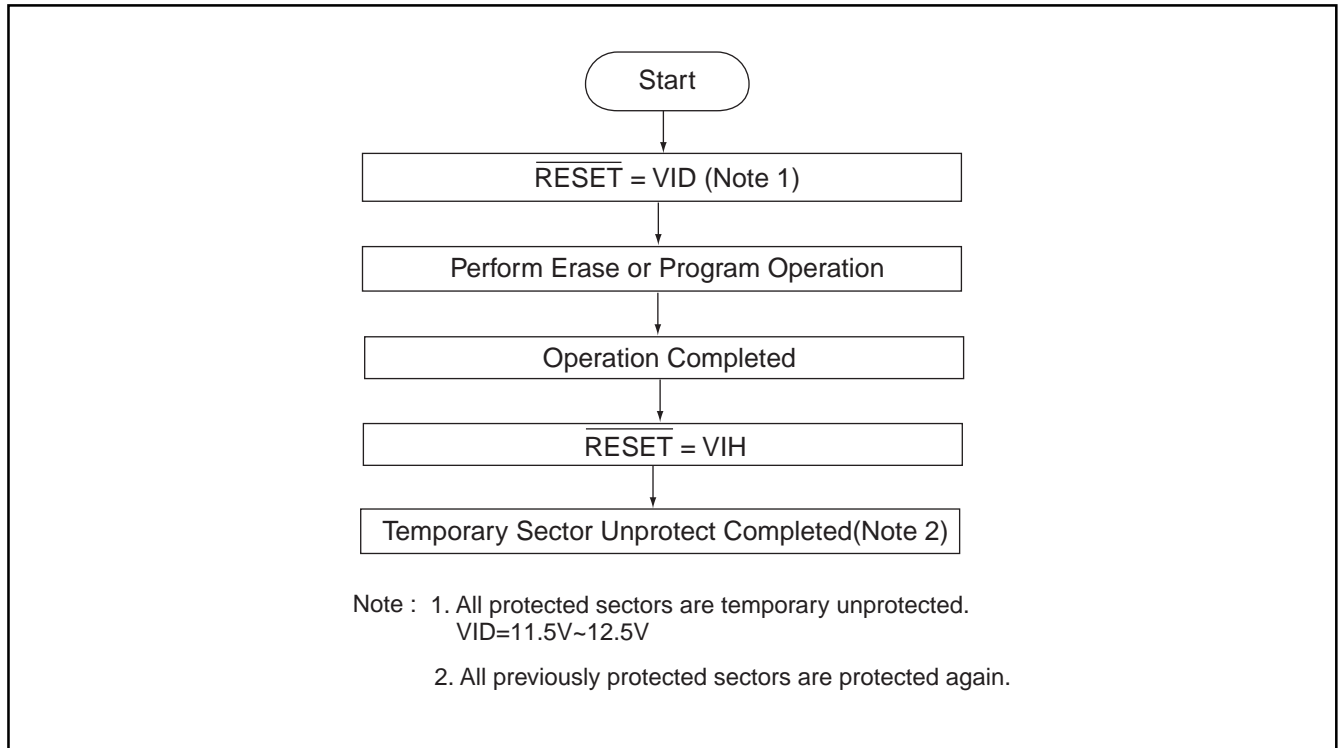 Start
RESET = VID (Note 1)
Perform Erase or Program Operation
Operation Completed
RESET = VIH
Temporary Sector Unprotect Completed(Note 2)
Note : 1. All protected sectors are temporary unprotected.
VID=11.5V~12.5V
2. All previously protected sectors are protected again.